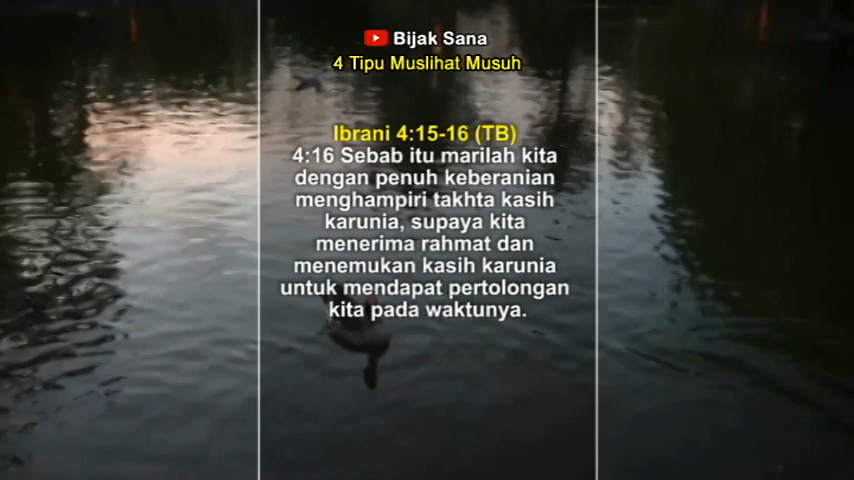 Bijak Sana
4 Tipu Muslihat Musuh
Ibrani 4:15-16 (TB)
4:16 Sebab itu marilah kita
dengan penuh keberanian
menghampiri takhta kasih
karunia, supaya kita
menerima rahmat dan
menemukan kasih karunia
untuk mendapat pertolongan
kita pada waktunya.